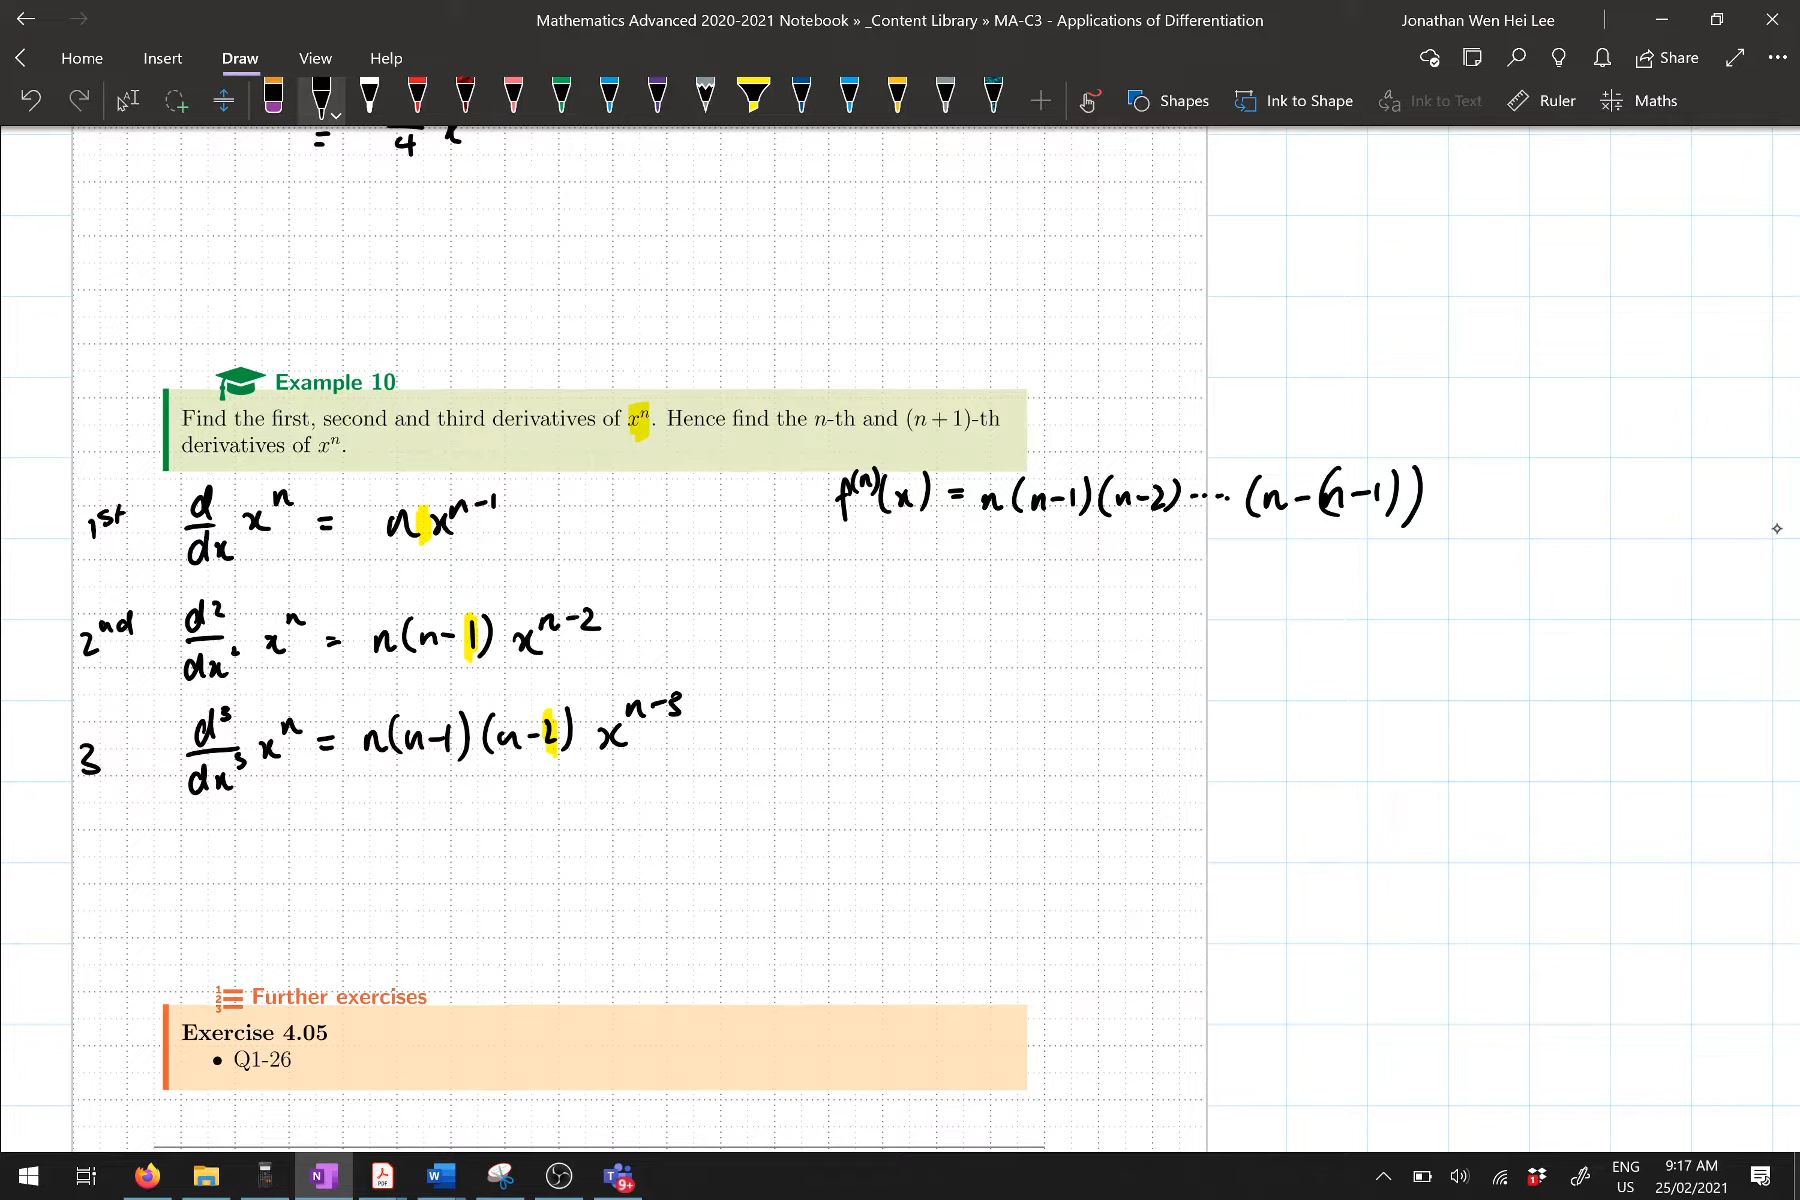 Mathematics Advanced 2020-2021 Notebook » _Content Library » MA-C3 - Applications of Differentiation
Jonathan Wen Hei Lee
Home Insert Draw View Help
Share
Shapes
Ink to Shape
Ink to Text
Ruler
Maths
= 4 x
Example 10
Find the first, second and third derivatives of xⁿ. Hence find the n-th and (n + 1)-th
derivatives of xⁿ.
f⁽ⁿ⁾(x) = n(n-1)(n-2)....(n-(n-1))
1st d/dx xⁿ = n x^(n-1)
2nd d²/dx² xⁿ = n(n-1) x^(n-2)
3 d³/dx³ xⁿ = n(n-1)(n-2) x^(n-3)
Further exercises
Exercise 4.05
• Q1-26
ENG
US
9:17 AM
25/02/2021